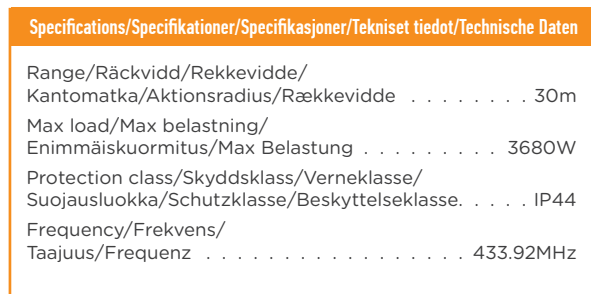 Specifications/Specifikationer/Specifikasjoner/Tekniset tiedot/Technische Daten
Range/Räckvidd/Rekkevidde/
Kantomatka/Aktionsradius/Rækkevidde . . . . . . . . 30m
Max load/Max belastning/
Enimmäiskuormitus/Max Belastung . . . . . . . . . 3680W
Protection class/Skyddsklass/Verneklasse/
Suojausluokka/Schutzklasse/Beskyttelseklasse. . . . . IP44
Frequency/Frekvens/
Taajuus/Frequenz . . . . . . . . . . . . . . . . . 433.92MHz